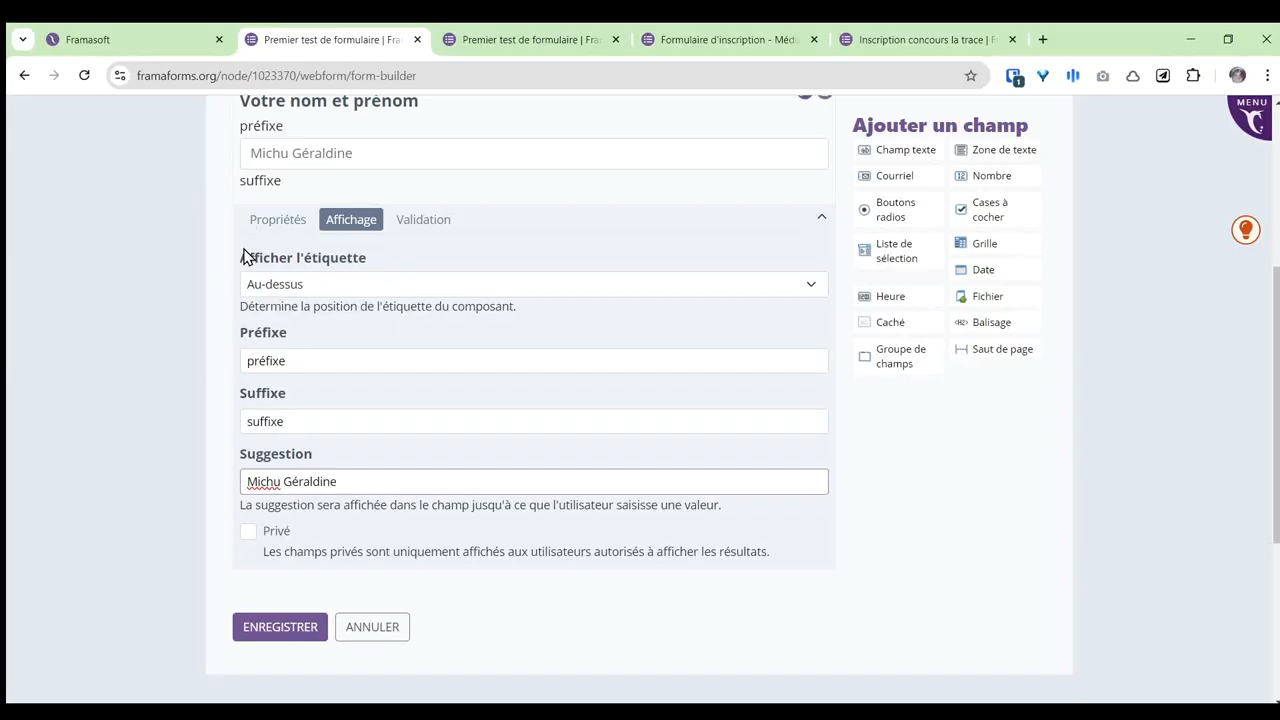 Framasoft
Premier test de formulaire | Fra
Premier test de formulaire | Fra
Formulaire d'inscription - Méd
Inscription concours la trace | F
framaforms.org/node/1023370/webform/form-builder
1
MENU
Votre nom et prénom
préfixe
Michu Géraldine
suffixe
Propriétés
Affichage
Validation
Afficher l'étiquette
Au-dessus
Détermine la position de l'étiquette du composant.
Préfixe
préfixe
Suffixe
suffixe
Suggestion
Michu Géraldine
La suggestion sera affichée dans le champ jusqu'à ce que l'utilisateur saisisse une valeur.
Privé
Les champs privés sont uniquement affichés aux utilisateurs autorisés à afficher les résultats.
ENREGISTRER
ANNULER
Ajouter un champ
Champ texte
Zone de texte
Courriel
Nombre
Boutons
radios
Cases à
cocher
Liste de
sélection
Grille
Date
Heure
Fichier
Caché
Balisage
Groupe de
champs
Saut de page